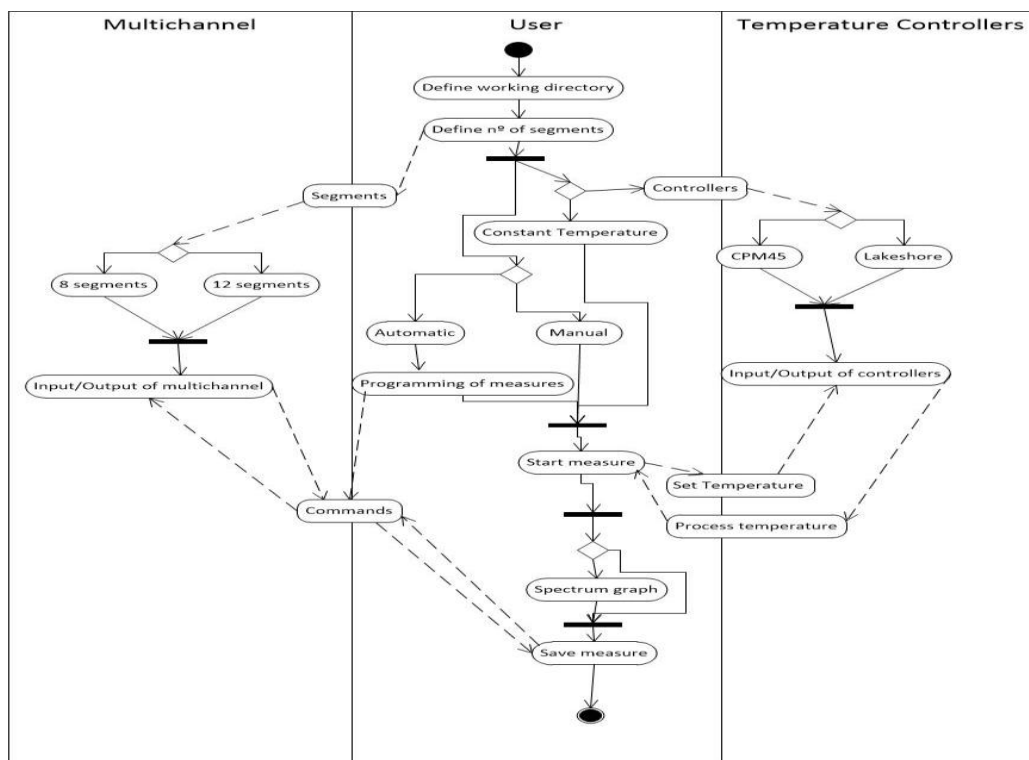 Multichannel
User
Temperature Controllers
Define working directory
Define nº of segments
Segments
Controllers
Constant Temperature
CPM45
Lakeshore
8 segments
12 segments
Automatic
Manual
Input/Output of multichannel
Programming of measures
Input/Output of controllers
Start measure
Set Temperature
Commands
Process temperature
Spectrum graph
Save measure